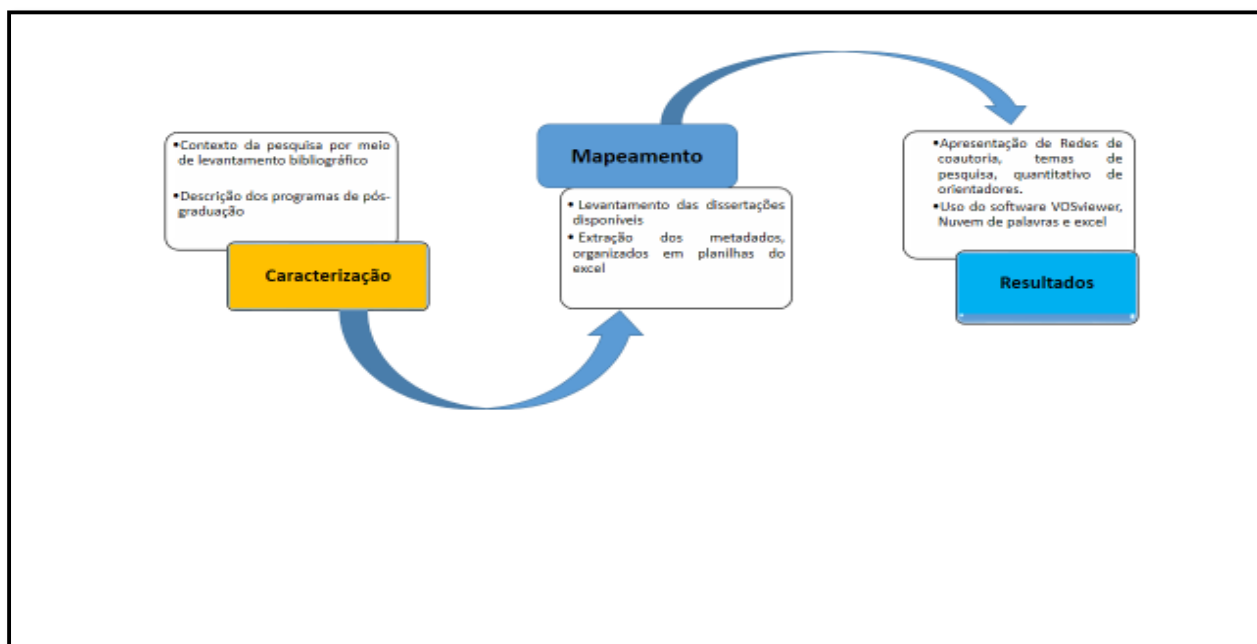 •Contexto da pesquisa por meio
de levantamento bibliográfico
•Descrição dos programas de pós-
graduação
Caracterização
Mapeamento
• Levantamento das dissertações
disponíveis
• Extração dos metadados,
organizados em planilhas do
excel
•Apresentação de Redes de
coautoria, temas de
pesquisa, quantitativo de
orientadores.
•Uso do software VOSviewer,
Nuvem de palavras e excel
Resultados